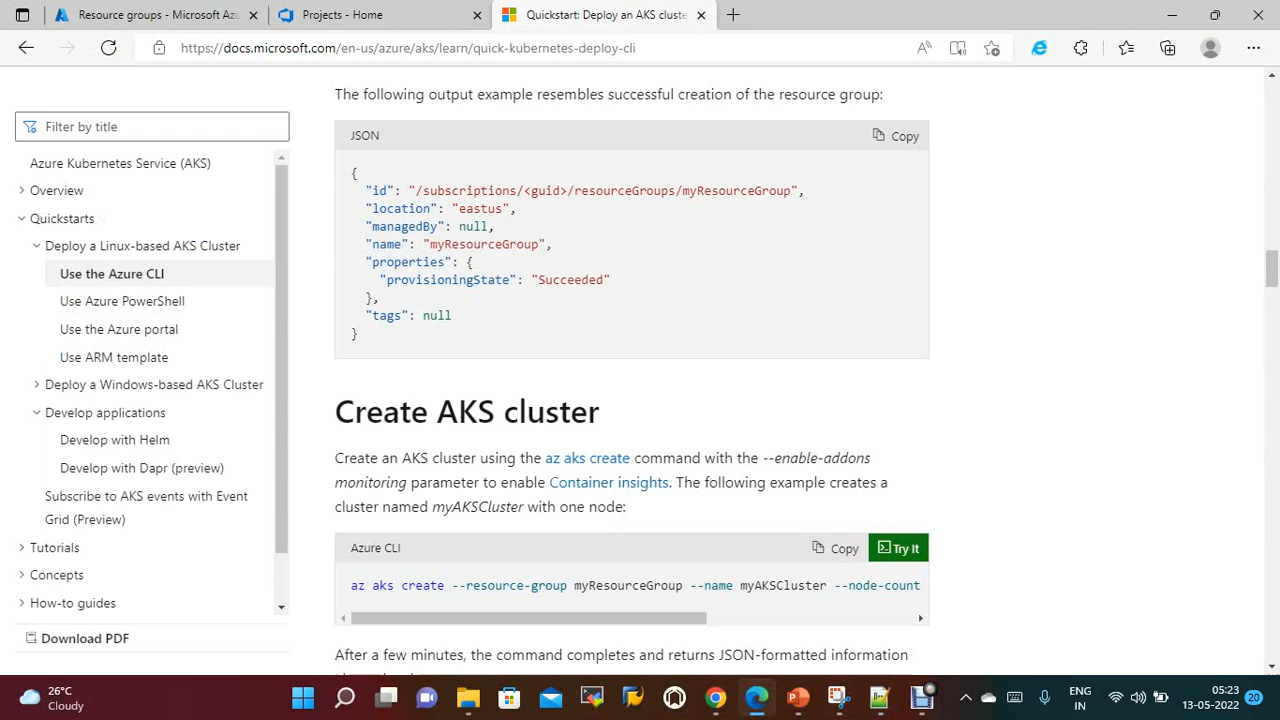 Resource groups - Microsoft Az
Projects - Home
Quickstart: Deploy an AKS cluste
https://docs.microsoft.com/en-us/azure/aks/learn/quick-kubernetes-deploy-cli
Filter by title
Azure Kubernetes Service (AKS)
Overview
Quickstarts
Deploy a Linux-based AKS Cluster
Use the Azure CLI
Use Azure PowerShell
Use the Azure portal
Use ARM template
Deploy a Windows-based AKS Cluster
Develop applications
Develop with Helm
Develop with Dapr (preview)
Subscribe to AKS events with Event
Grid (Preview)
Tutorials
Concepts
How-to guides
Download PDF
The following output example resembles successful creation of the resource group:
JSON
Copy
{
"id": "/subscriptions/<guid>/resourceGroups/myResourceGroup",
"location": "eastus",
"managedBy": null,
"name": "myResourceGroup",
"properties": {
"provisioningState": "Succeeded"
},
"tags": null
}
Create AKS cluster
Create an AKS cluster using the az aks create command with the --enable-addons
monitoring parameter to enable Container insights. The following example creates a
cluster named myAKSCluster with one node:
Azure CLI
Copy
Try It
az aks create --resource-group myResourceGroup --name myAKSCluster --node-count
After a few minutes, the command completes and returns JSON-formatted information
26°C
Cloudy
ENG
IN
05:23
13-05-2022
20